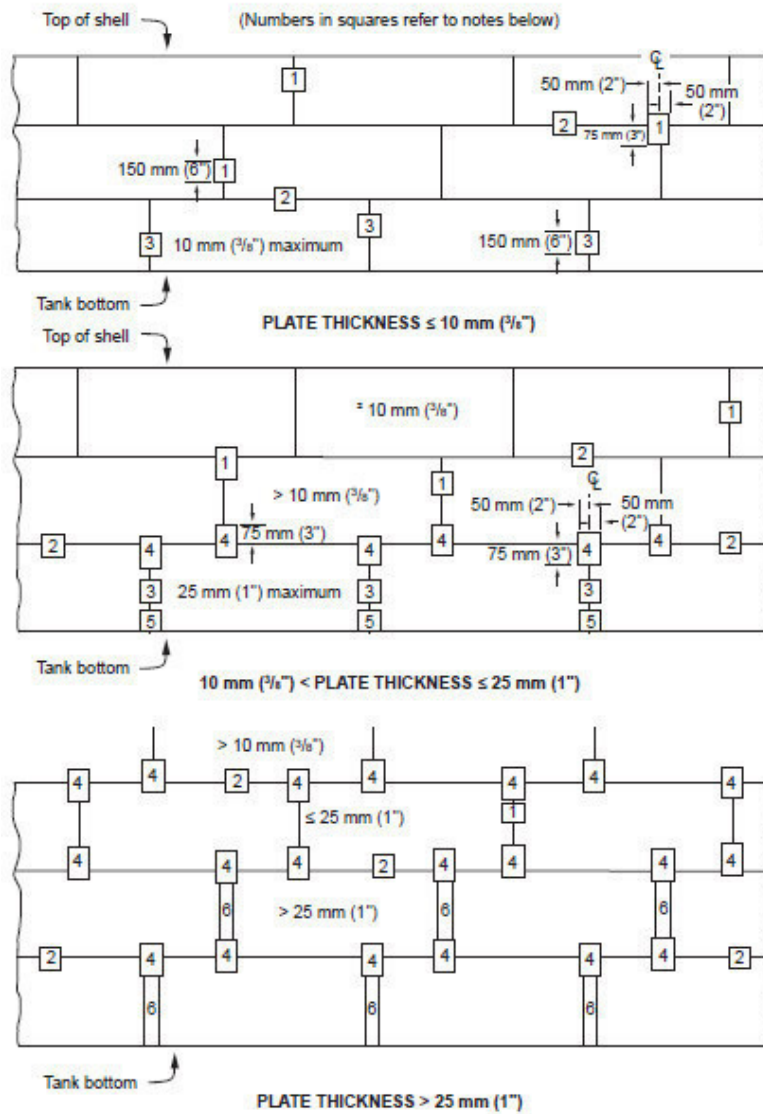 Top of shell
(Numbers in squares refer to notes below)
℄
50 mm (2")
50 mm
(2")
1
2
75 mm (3")
1
150 mm (6")
1
2
3
10 mm (³/₈") maximum
3
150 mm (6")
3
Tank bottom
PLATE THICKNESS ≤ 10 mm (³/₈")
Top of shell
= 10 mm (³/₈")
1
1
2
℄
> 10 mm (³/₈")
1
50 mm (2")
50 mm
(2")
2
4
4
75 mm (3")
4
4
75 mm (3")
4
4
2
3
25 mm (1") maximum
3
3
5
5
5
Tank bottom
10 mm (³/₈") < PLATE THICKNESS ≤ 25 mm (1")
> 10 mm (³/₈")
4
4
2
4
4
4
4
4
≤ 25 mm (1")
1
4
4
4
2
4
4
4
4
6
> 25 mm (1")
6
6
2
4
4
4
4
4
4
2
6
6
6
Tank bottom
PLATE THICKNESS > 25 mm (1")